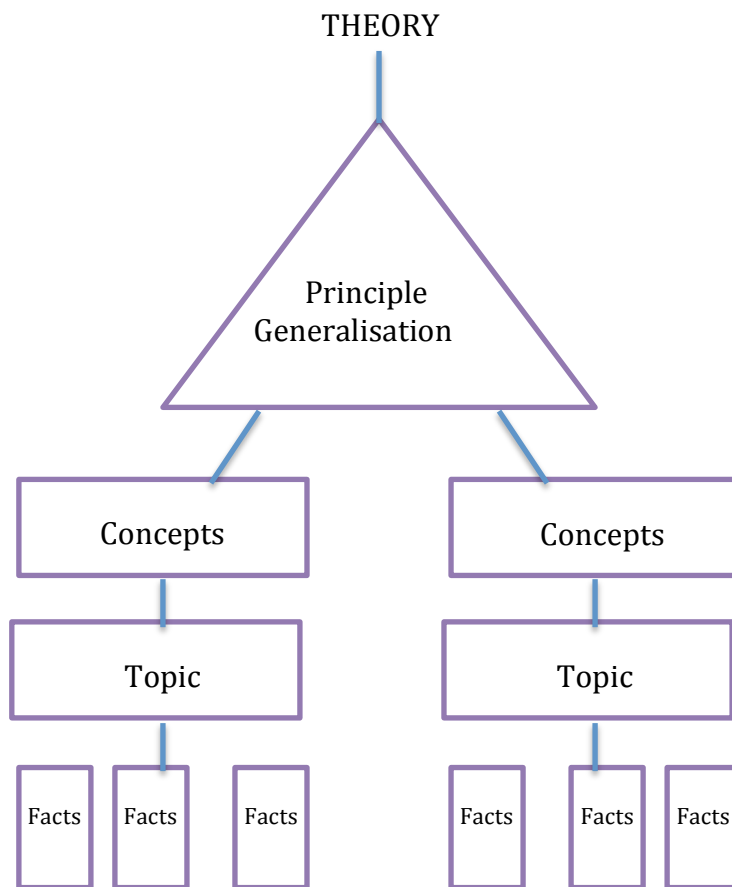 THEORY
Principle
Generalisation
Concepts
Concepts
Topic
Topic
Facts
Facts
Facts
Facts
Facts
Facts